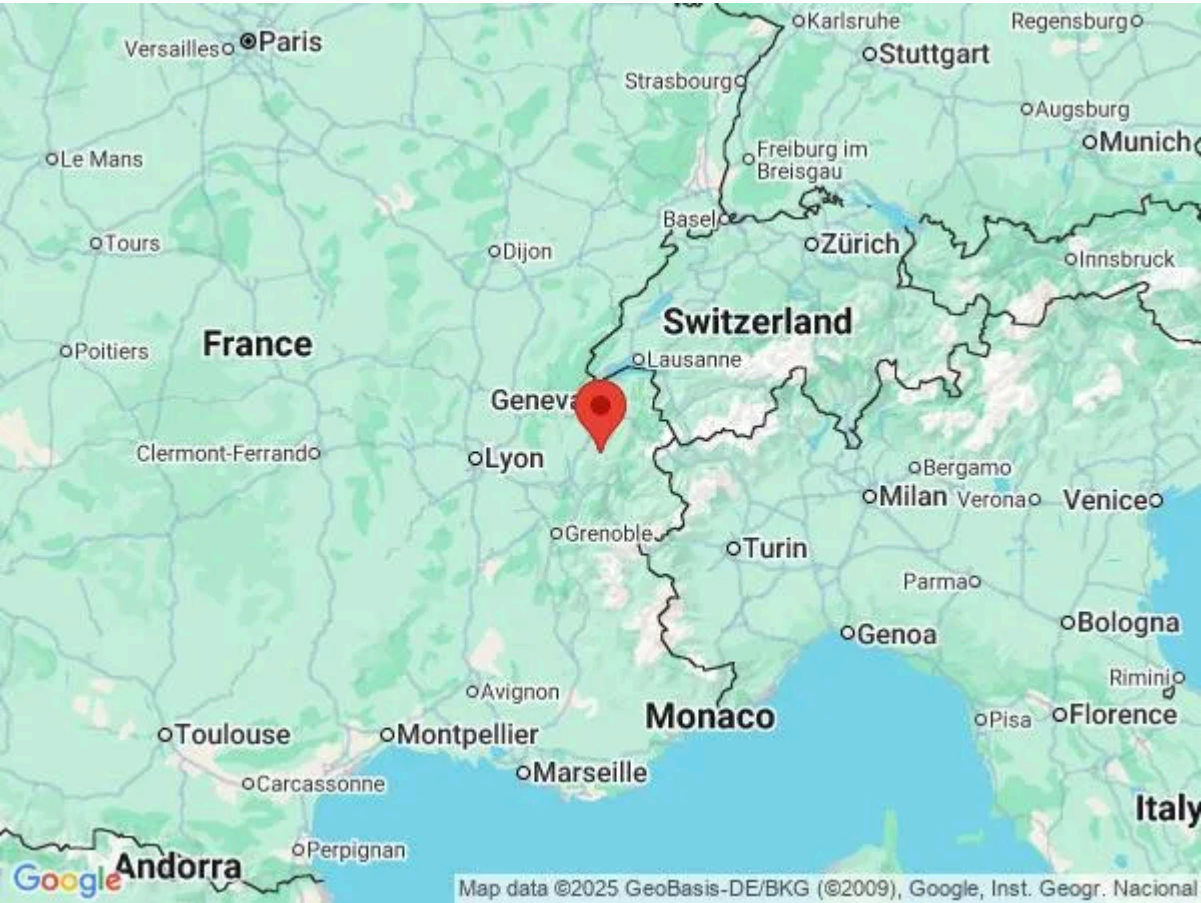 Karlsruhe
Regensburg
Versailles
Paris
Stuttgart
Strasbourg
Augsburg
Munich
Le Mans
Freiburg im
Breisgau
Basel
Tours
Dijon
Zürich
Innsbruck
Switzerland
France
Poitiers
Lausanne
Geneva
Clermont-Ferrand
Lyon
Bergamo
Milan
Verona
Venice
Grenoble
Turin
Parma
Genoa
Bologna
Rimini
Avignon
Monaco
Pisa
Florence
Toulouse
Montpellier
Marseille
Carcassonne
Italy
Perpignan
Andorra
Google
Map data ©2025 GeoBasis-DE/BKG (©2009), Google, Inst. Geogr. Nacional